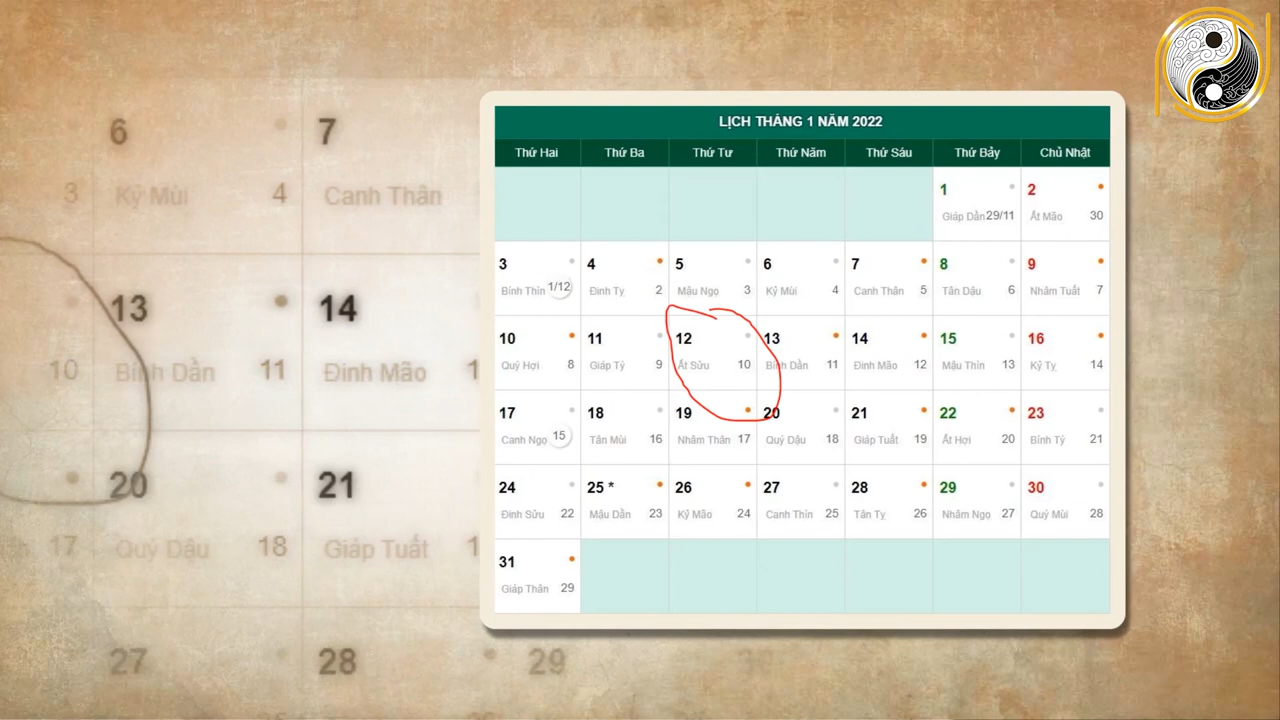 LỊCH THÁNG 1 NĂM 2022
Thứ Hai Thứ Ba Thứ Tư Thứ Năm Thứ Sáu Thứ Bảy Chủ Nhật
1 2
Giáp Dần 29/11 Ất Mão 30
3 4 5 6 7 8 9
Bính Thìn 1/12 Đinh Tỵ 2 Mậu Ngọ 3 Kỷ Mùi 4 Canh Thân 5 Tân Dậu 6 Nhâm Tuất 7
10 11 12 13 14 15 16
Quý Hợi 8 Giáp Tý 9 Ất Sửu 10 Bính Dần 11 Đinh Mão 12 Mậu Thìn 13 Kỷ Tỵ 14
17 18 19 20 21 22 23
Canh Ngọ 15 Tân Mùi 16 Nhâm Thân 17 Quý Dậu 18 Giáp Tuất 19 Ất Hợi 20 Bính Tý 21
24 25 * 26 27 28 29 30
Đinh Sửu 22 Mậu Dần 23 Kỷ Mão 24 Canh Thìn 25 Tân Tỵ 26 Nhâm Ngọ 27 Quý Mùi 28
31
Giáp Thân 29
6 7
3 Kỷ Mùi 4 Canh Thân
13 14
10 Bính Dần 11 Đinh Mão
20 21
17 Quý Dậu 18 Giáp Tuất
27 28 29